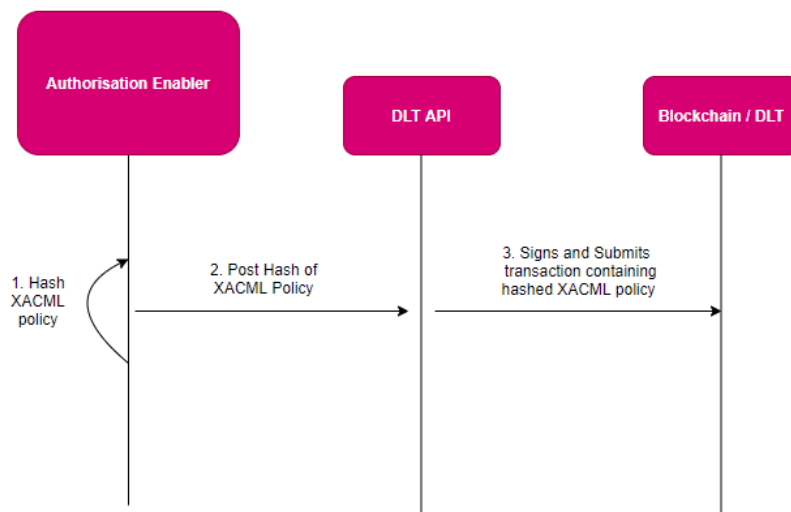 Authorisation Enabler
DLT API
Blockchain / DLT
1. Hash
XACML
policy
2. Post Hash of
XACML Policy
3. Signs and Submits
transaction containing
hashed XACML policy